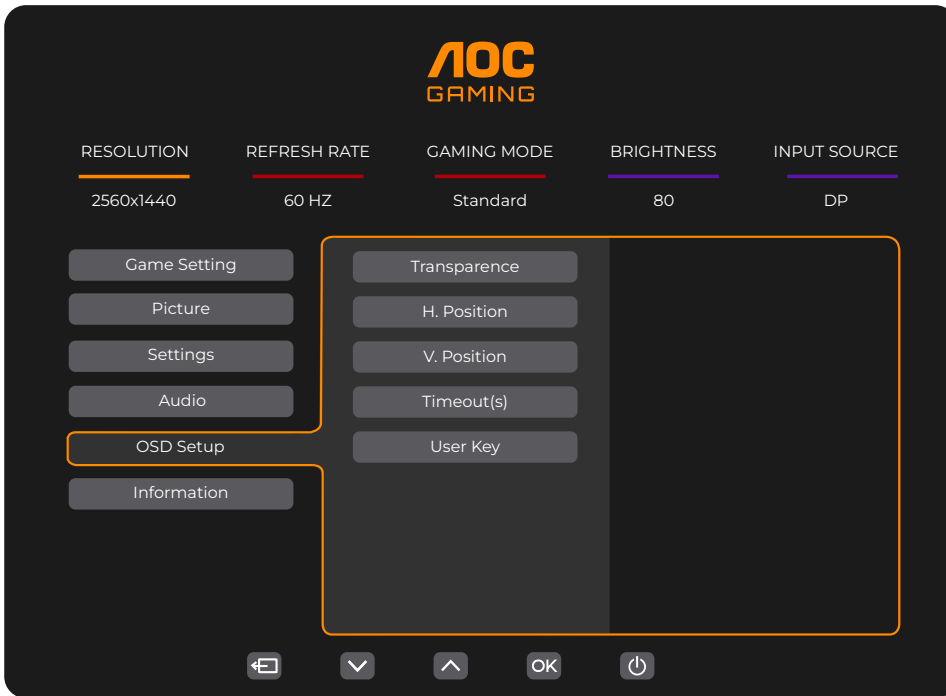 AOC
GAMING
RESOLUTION REFRESH RATE GAMING MODE BRIGHTNESS INPUT SOURCE
2560x1440 60 HZ Standard 80 DP
Game Setting
Transparence
Picture
H. Position
Settings
V. Position
Audio
Timeout(s)
OSD Setup
User Key
Information
OK